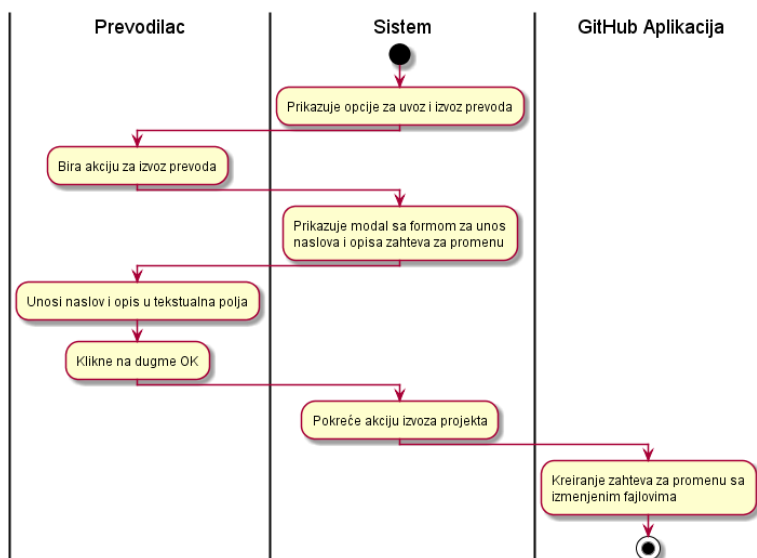 Prevodilac
Sistem
GitHub Aplikacija
Prikazuje opcije za uvoz i izvoz prevoda
Bira akciju za izvoz prevoda
Prikazuje modal sa formom za unos
naslova i opisa zahteva za promenu
Unosi naslov i opis u tekstualna polja
Klikne na dugme OK
Pokreće akciju izvoza projekta
Kreiranje zahteva za promenu sa
izmenjenim fajlovima